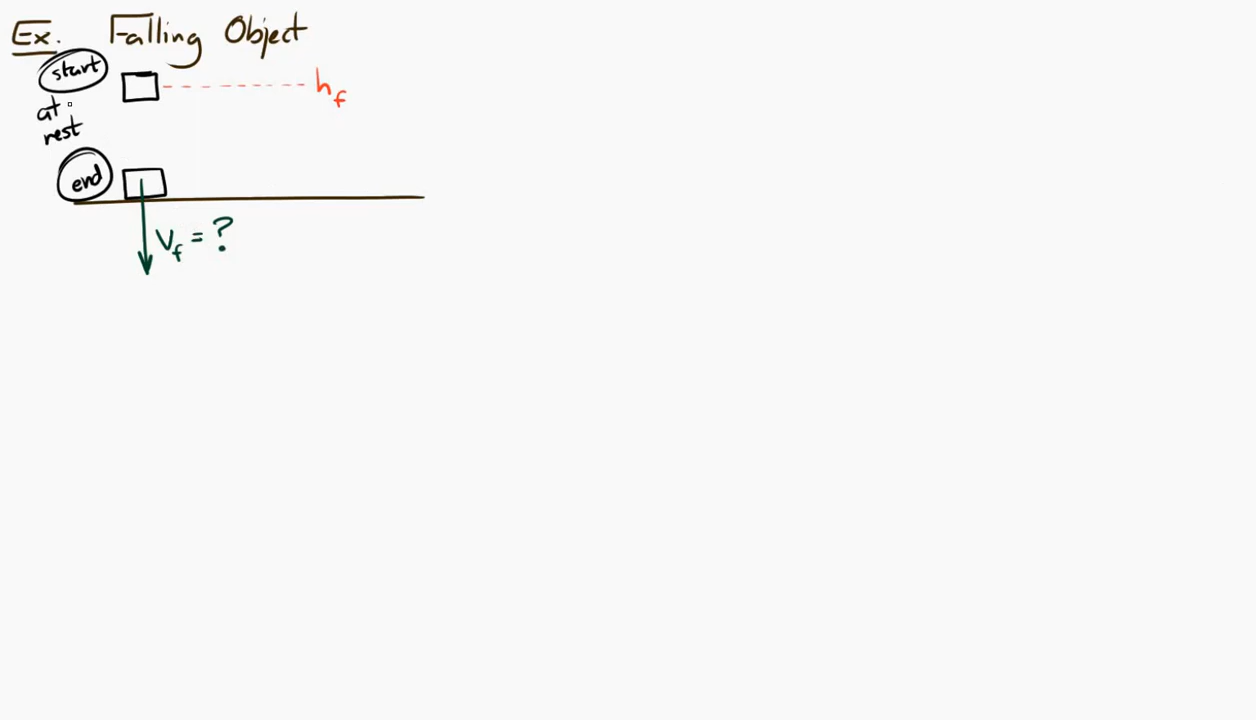 Ex. Falling Object
start
h_f
at
rest
end
v_f = ?